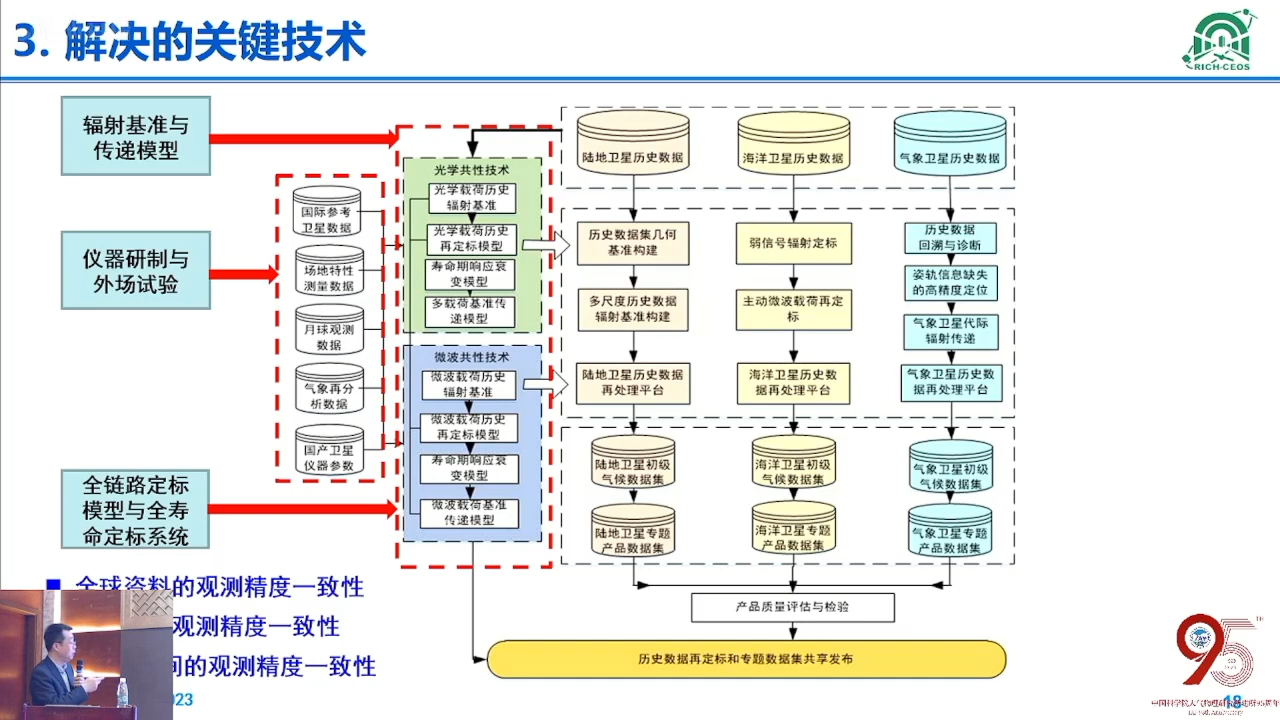 3. 解决的关键技术
RICH-CEOS
辐射基准与
传递模型
仪器研制与
外场试验
全链路定标
模型与全寿
命定标系统
国际参考
卫星数据
场地特性
测量数据
月球观测
数据
气象再分
析数据
国产卫星
仪器参数
光学共性技术
光学载荷历史
辐射基准
光学载荷历史
再定标模型
寿命期响应衰
变模型
多载荷基准传
递模型
微波共性技术
微波载荷历史
辐射基准
微波载荷历史
再定标模型
寿命期响应衰
变模型
微波载荷基准
传递模型
陆地卫星历史数据
海洋卫星历史数据
气象卫星历史数据
历史数据集几何
基准构建
多尺度历史数据
辐射基准构建
陆地卫星历史数据
再处理平台
弱信号辐射定标
主动微波载荷再定
标
海洋卫星历史数
据再处理平台
历史数据
回溯与诊断
姿轨信息缺失
的高精度定位
气象卫星代际
辐射传递
气象卫星历史数
据再处理平台
陆地卫星初级
气候数据集
海洋卫星初级
气候数据集
气象卫星初级
气候数据集
陆地卫星专题
产品数据集
海洋卫星专题
产品数据集
气象卫星专题
产品数据集
产品质量评估与检验
历史数据再定标和专题数据集共享发布
全球资料的观测精度一致性
观测精度一致性
间的观测精度一致性
023
95
TH
18